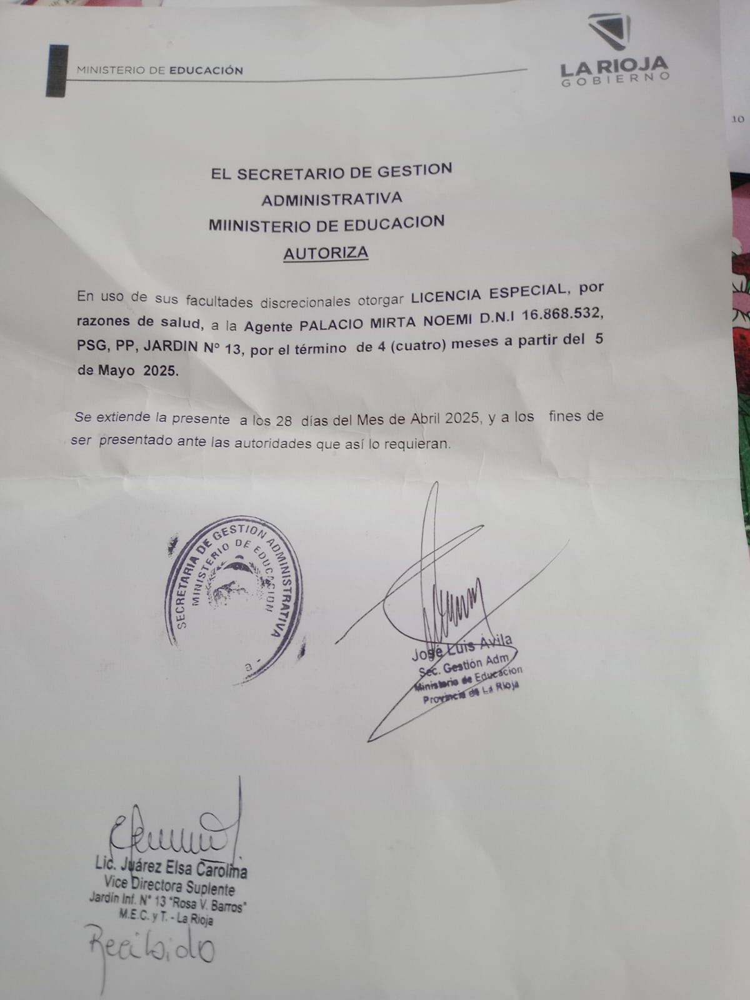 MINISTERIO DE EDUCACIÓN
LA RIOJA
GOBIERNO
10
EL SECRETARIO DE GESTION
ADMINISTRATIVA
MIINISTERIO DE EDUCACION
AUTORIZA
En uso de sus facultades discrecionales otorgar LICENCIA ESPECIAL, por
razones de salud, a la Agente PALACIO MIRTA NOEMI D.N.I 16.868.532,
PSG, PP, JARDIN Nº 13, por el término de 4 (cuatro) meses a partir del 5
de Mayo 2025.
Se extiende la presente a los 28 días del Mes de Abril 2025, y a los fines de
ser presentado ante las autoridades que así lo requieran.
SECRETARIA DE GESTION ADMINISTRATIVA
MINISTERIO DE EDUCACION
a -
José Luis Avila
Sec. Gestión Adm
Ministerio de Educacion
Provincia de La Rioja
Lic. Juárez Elsa Carolina
Vice Directora Suplente
Jardín Inf. N° 13 "Rosa V. Barros"
M.E.C. y T. - La Rioja
Recibido